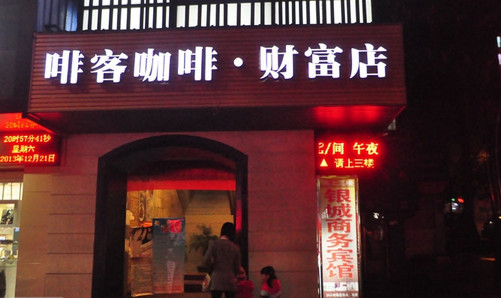 啡客咖啡·财富店
20时57分41秒
星期六
2013年12月21日
2/间 午夜
▲ 请上三楼
银城商务宾馆